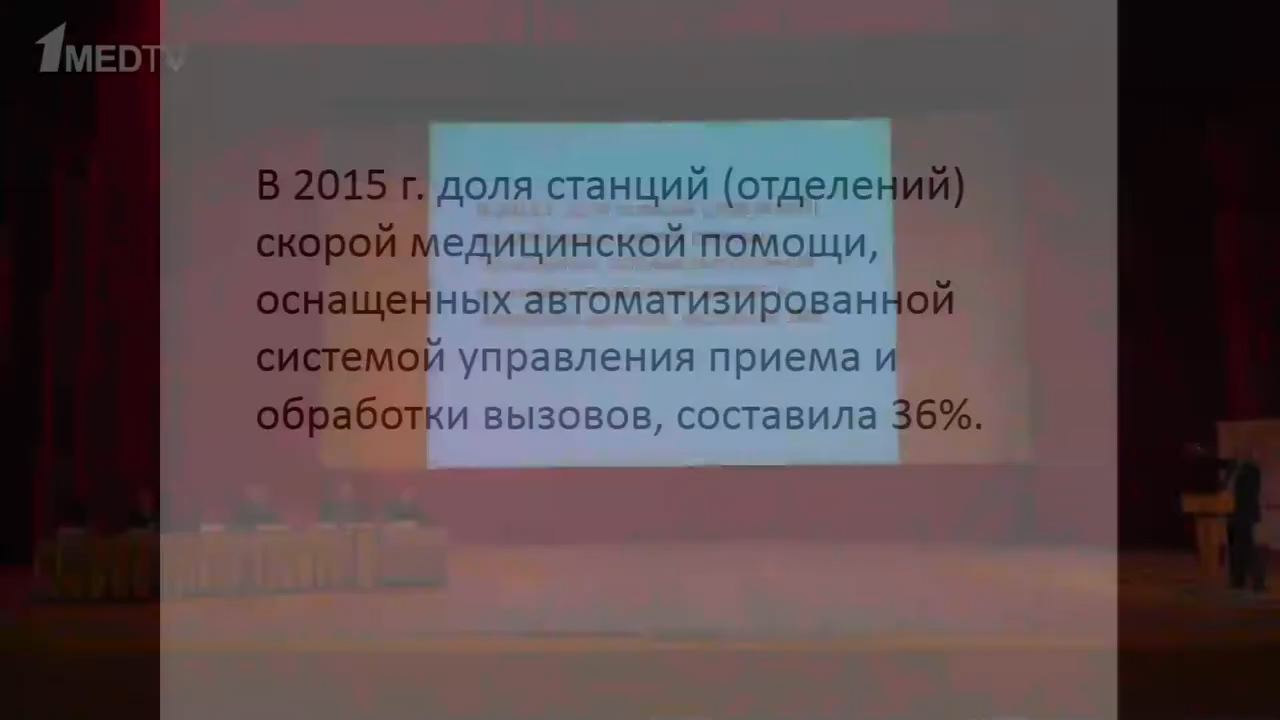 1MEDTV
В 2015 г. доля станций (отделений)
скорой медицинской помощи,
оснащенных автоматизированной
системой управления приема и
обработки вызовов, составила 36%.